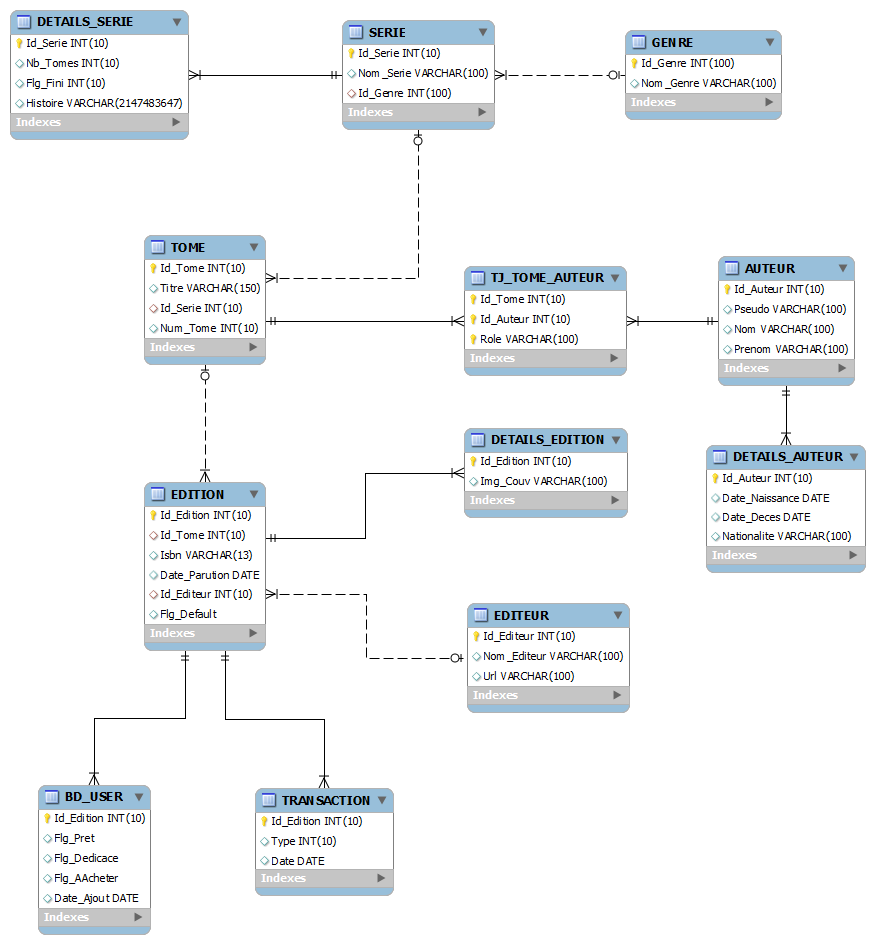 DETAILS_SERIE
Id_Serie INT(10)
Nb_Tomes INT(10)
Flg_Fini INT(10)
Histoire VARCHAR(2147483647)
Indexes
SERIE
Id_Serie INT(10)
Nom_Serie VARCHAR(100)
Id_Genre INT(100)
Indexes
GENRE
Id_Genre INT(100)
Nom_Genre VARCHAR(100)
Indexes
TOME
Id_Tome INT(10)
Titre VARCHAR(150)
Id_Serie INT(10)
Num_Tome INT(10)
Indexes
TJ_TOME_AUTEUR
Id_Tome INT(10)
Id_Auteur INT(10)
Role VARCHAR(100)
Indexes
AUTEUR
Id_Auteur INT(10)
Pseudo VARCHAR(100)
Nom VARCHAR(100)
Prenom VARCHAR(100)
Indexes
DETAILS_EDITION
Id_Edition INT(10)
Img_Couv VARCHAR(100)
Indexes
DETAILS_AUTEUR
Id_Auteur INT(10)
Date_Naissance DATE
Date_Deces DATE
Nationalite VARCHAR(100)
Indexes
EDITION
Id_Edition INT(10)
Id_Tome INT(10)
Isbn VARCHAR(13)
Date_Parution DATE
Id_Editeur INT(10)
Flg_Default
Indexes
EDITEUR
Id_Editeur INT(10)
Nom_Editeur VARCHAR(100)
Url VARCHAR(100)
Indexes
BD_USER
Id_Edition INT(10)
Flg_Pret
Flg_Dedicace
Flg_AAcheter
Date_Ajout DATE
Indexes
TRANSACTION
Id_Edition INT(10)
Type INT(10)
Date DATE
Indexes